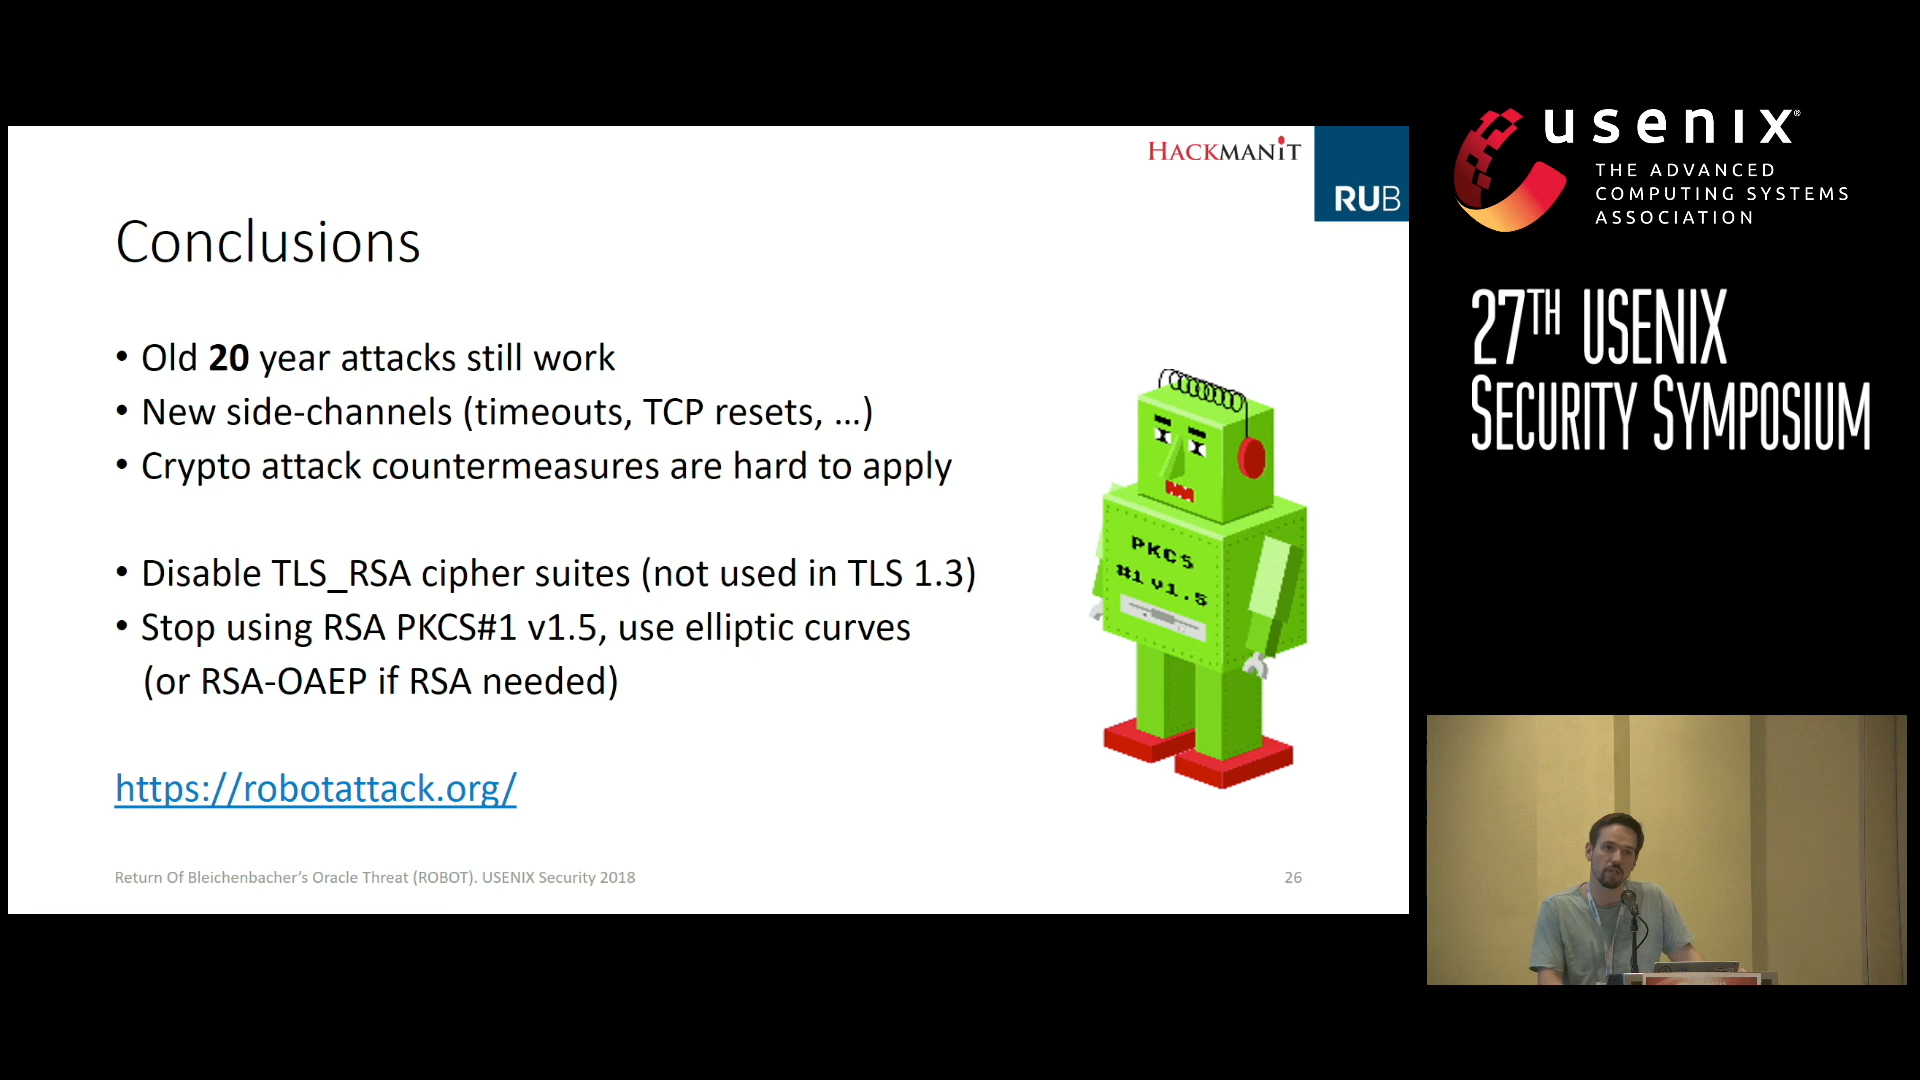 HACKMANIT
RUB
Conclusions
• Old 20 year attacks still work
• New side-channels (timeouts, TCP resets, …)
• Crypto attack countermeasures are hard to apply
• Disable TLS_RSA cipher suites (not used in TLS 1.3)
• Stop using RSA PKCS#1 v1.5, use elliptic curves
(or RSA-OAEP if RSA needed)
https://robotattack.org/
Return Of Bleichenbacher's Oracle Threat (ROBOT). USENIX Security 2018
26
PKCS
#1 v1.5
usenix®
THE ADVANCED
COMPUTING SYSTEMS
ASSOCIATION
27TH USENIX
SECURITY SYMPOSIUM